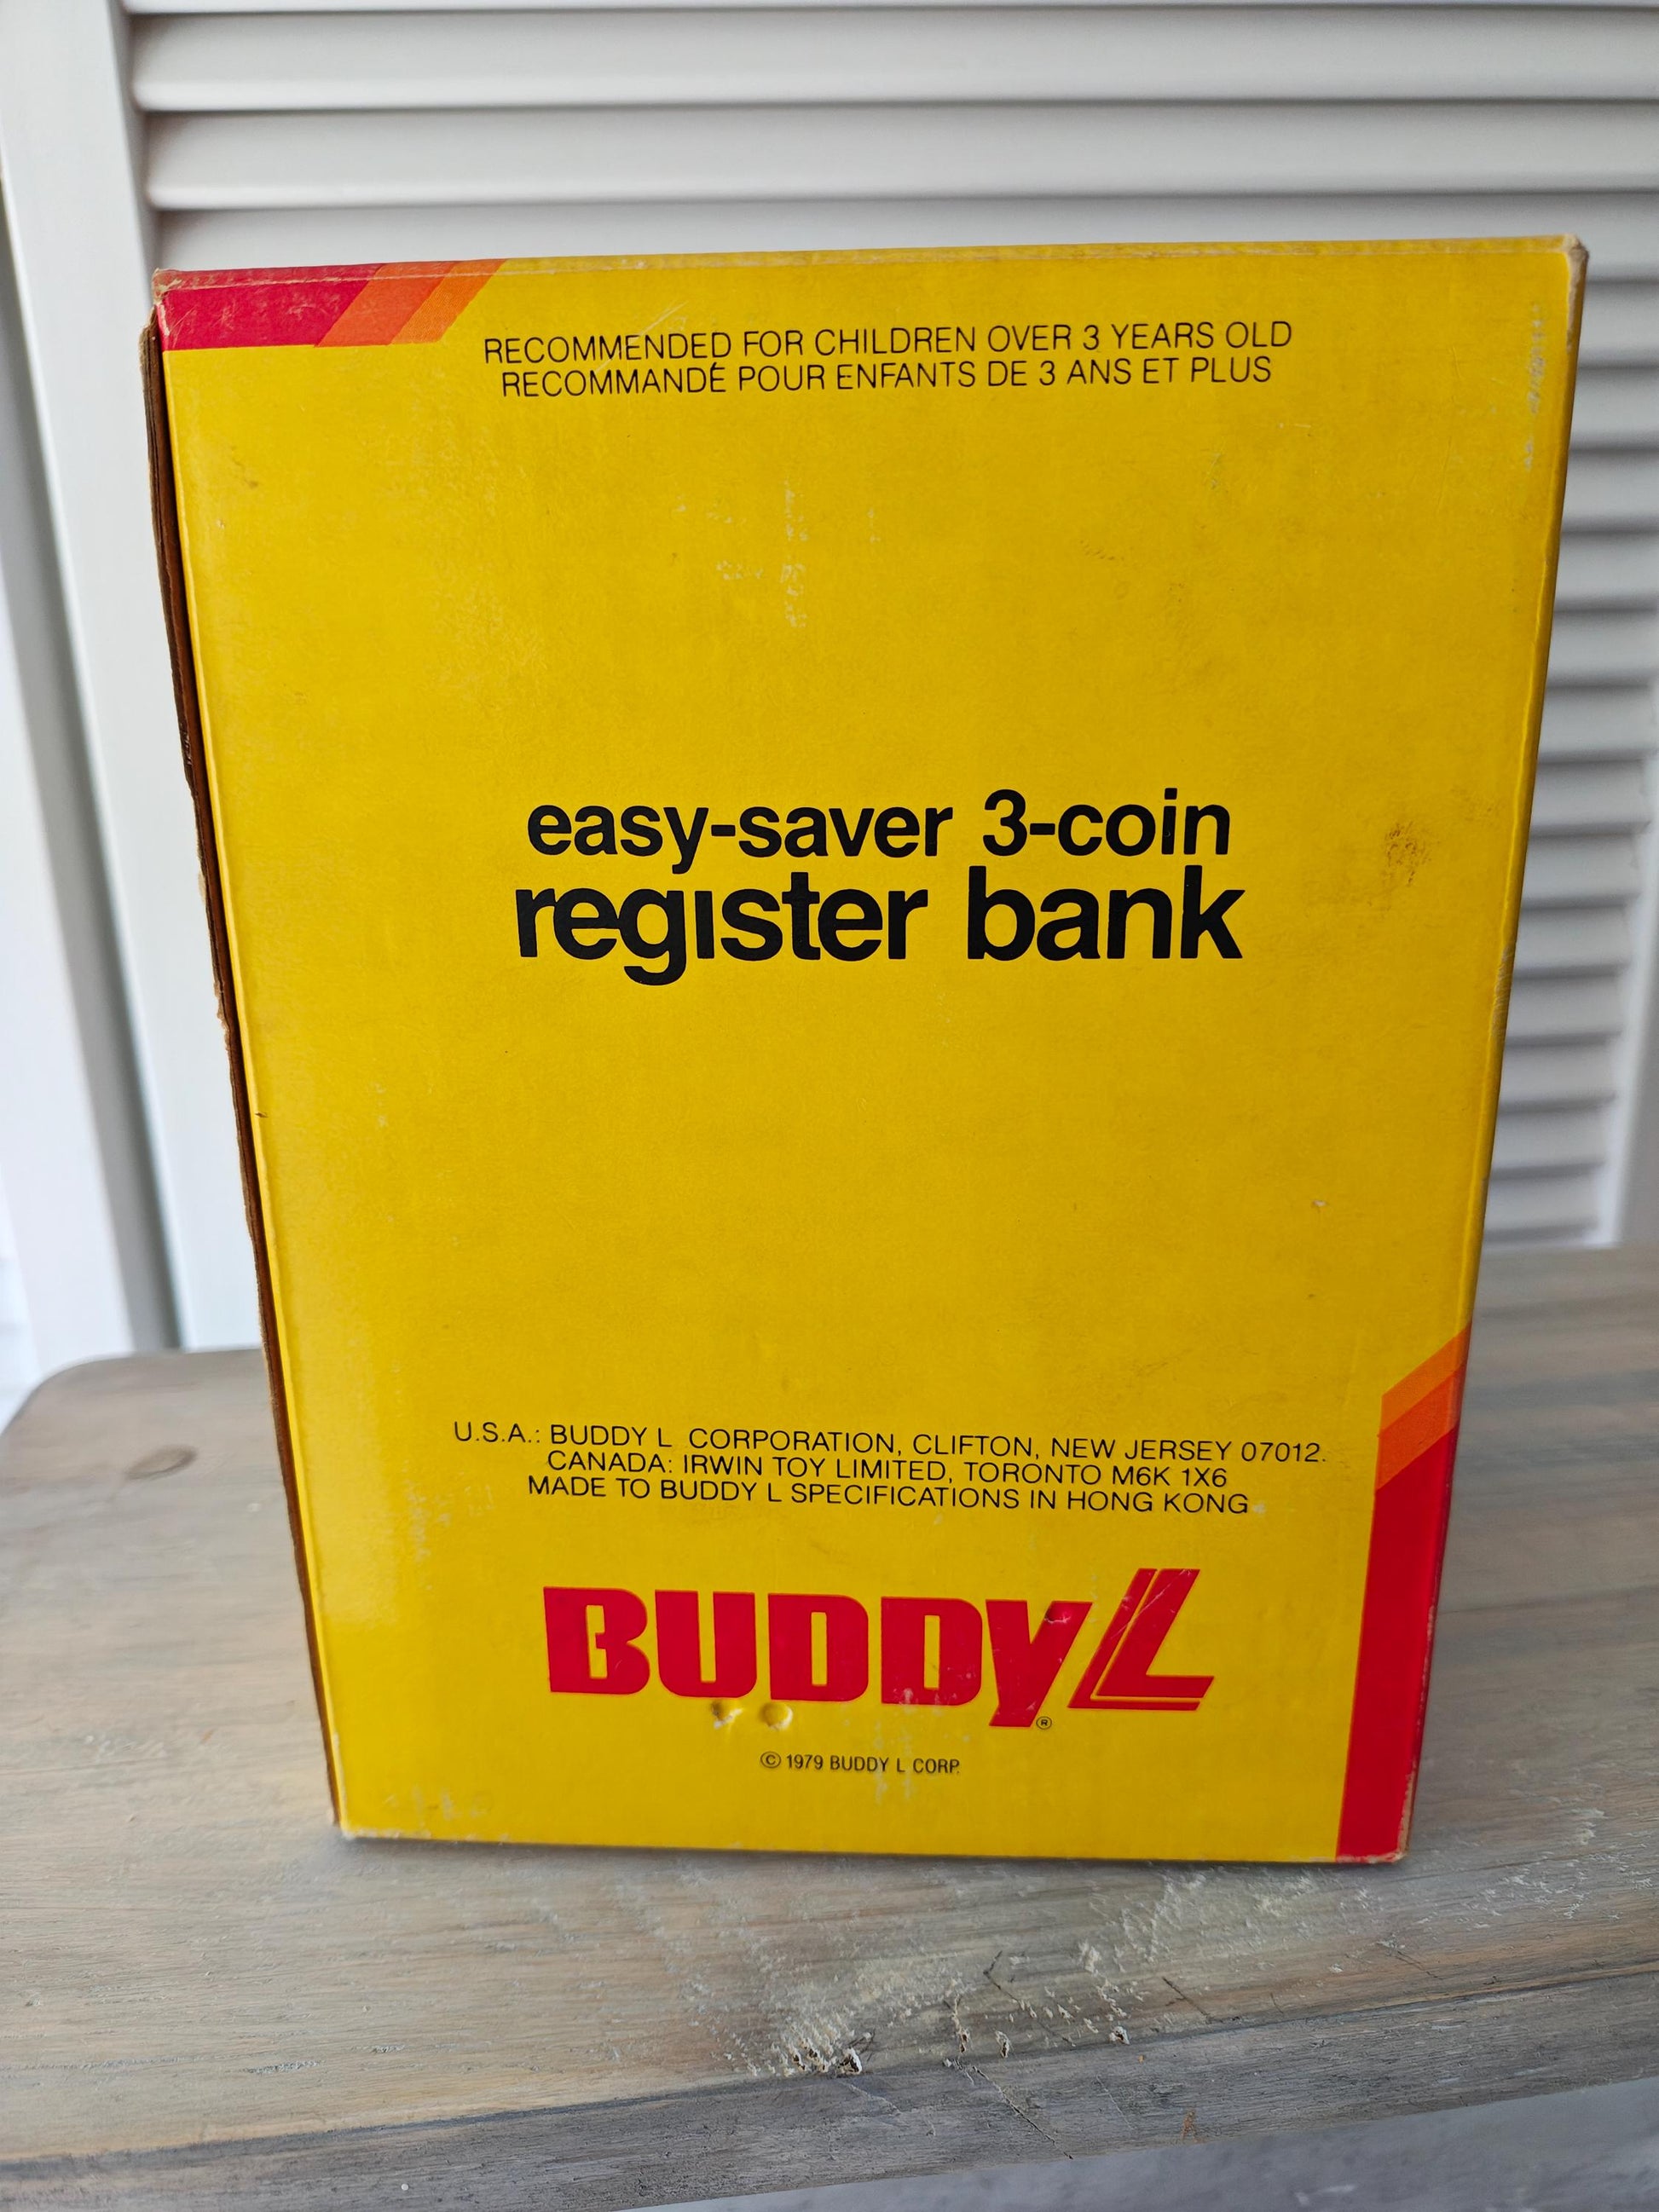 RECOMMENDED FOR CHILDREN OVER 3 YEARS OLD
RECOMMANDÉ POUR ENFANTS DE 3 ANS ET PLUS
easy-saver 3-coin
register bank
U.S.A.: BUDDY L CORPORATION, CLIFTON, NEW JERSEY 07012.
CANADA: IRWIN TOY LIMITED, TORONTO M6K 1X6
MADE TO BUDDY L SPECIFICATIONS IN HONG KONG
BUDDY L®
© 1979 BUDDY L CORP.